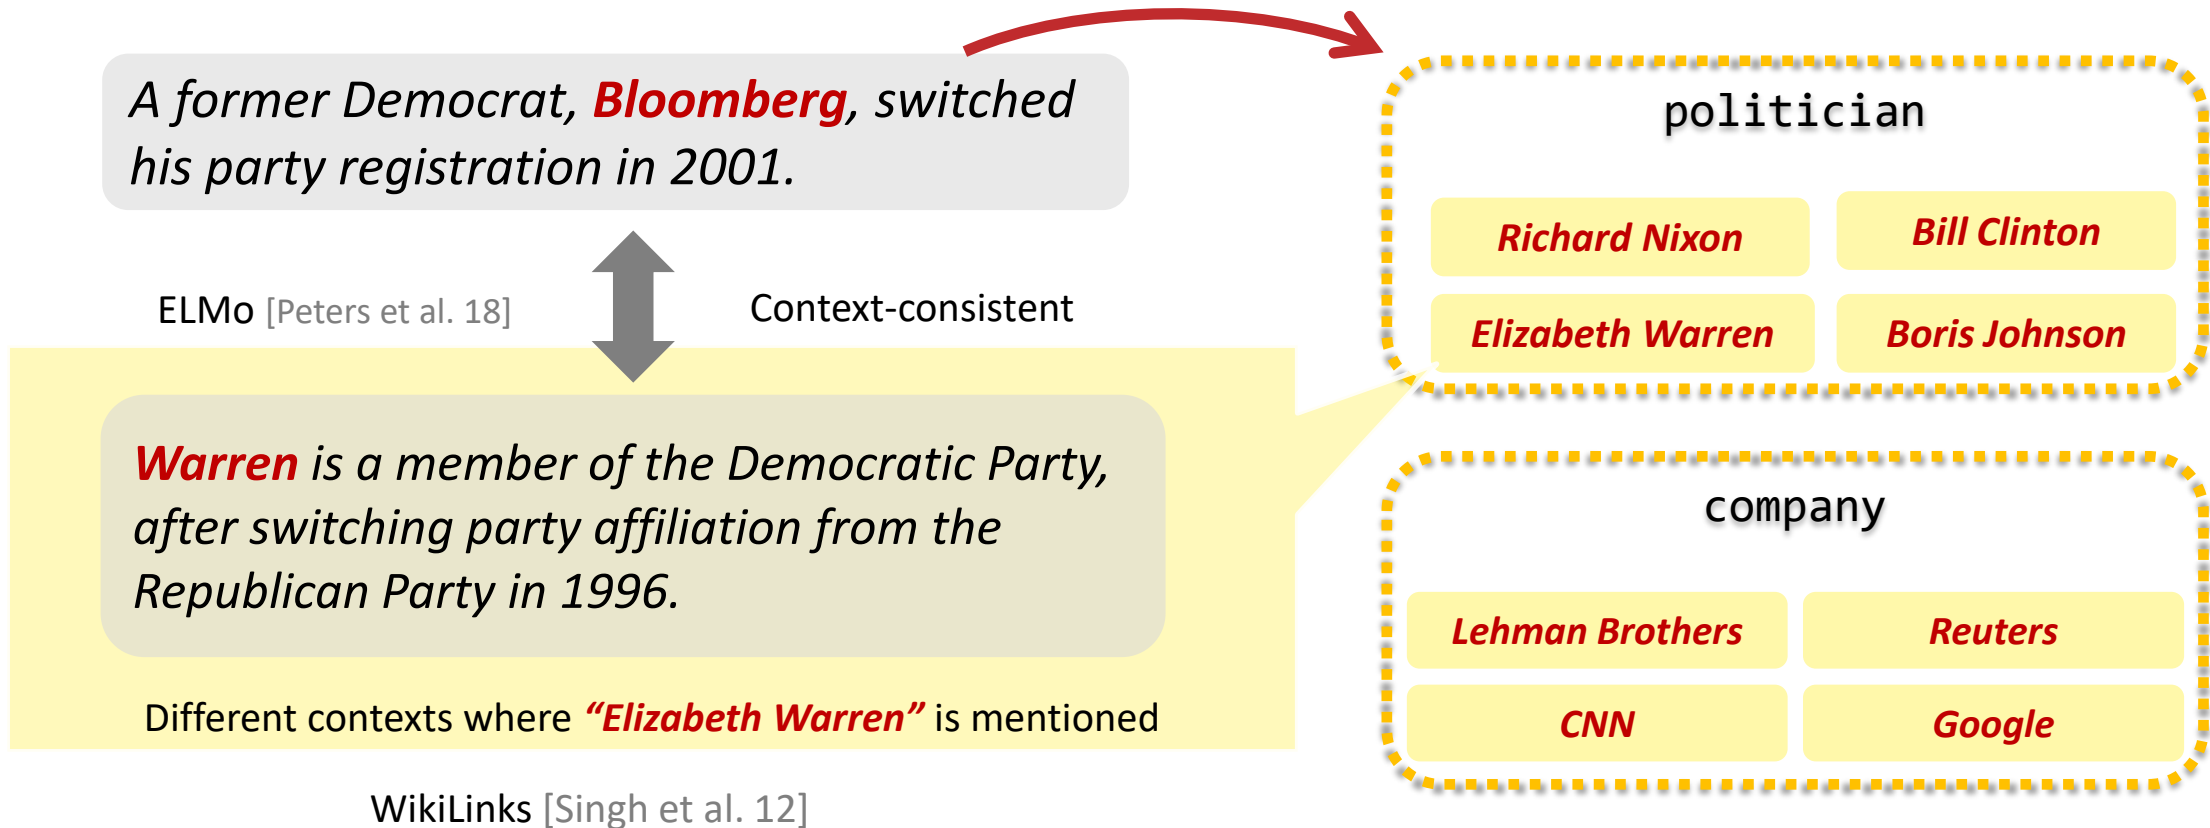 A former Democrat, Bloomberg, switched
his party registration in 2001.
ELMo [Peters et al. 18]
Context-consistent
Warren is a member of the Democratic Party,
after switching party affiliation from the
Republican Party in 1996.
Different contexts where “Elizabeth Warren” is mentioned
WikiLinks [Singh et al. 12]
politician
Richard Nixon
Bill Clinton
Elizabeth Warren
Boris Johnson
company
Lehman Brothers
Reuters
CNN
Google